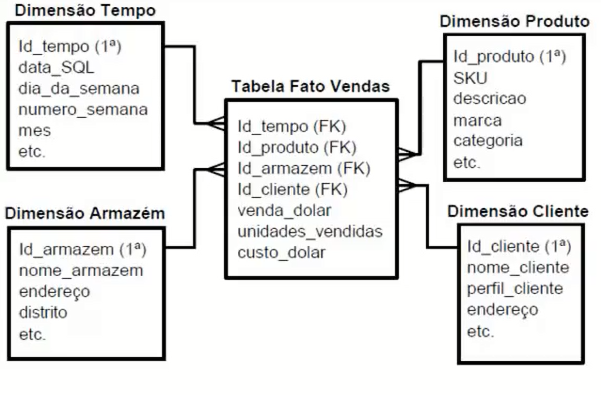 Dimensão Tempo
Id_tempo (1ª)
data_SQL
dia_da_semana
numero_semana
mes
etc.
Dimensão Produto
Id_produto (1ª)
SKU
descricao
marca
categoria
etc.
Tabela Fato Vendas
Id_tempo (FK)
Id_produto (FK)
Id_armazem (FK)
Id_cliente (FK)
venda_dolar
unidades_vendidas
custo_dolar
Dimensão Armazém
Id_armazem (1ª)
nome_armazem
endereço
distrito
etc.
Dimensão Cliente
Id_cliente (1ª)
nome_cliente
perfil_cliente
endereço
etc.